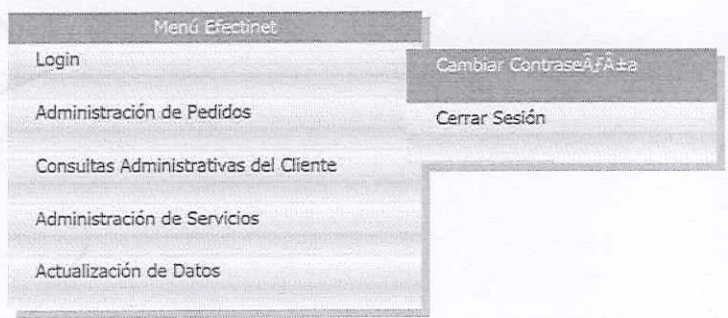 Menú Efectinet
Login
Administración de Pedidos
Consultas Administrativas del Cliente
Administración de Servicios
Actualización de Datos
Cambiar ContraseÃƒÂ±a
Cerrar Sesión